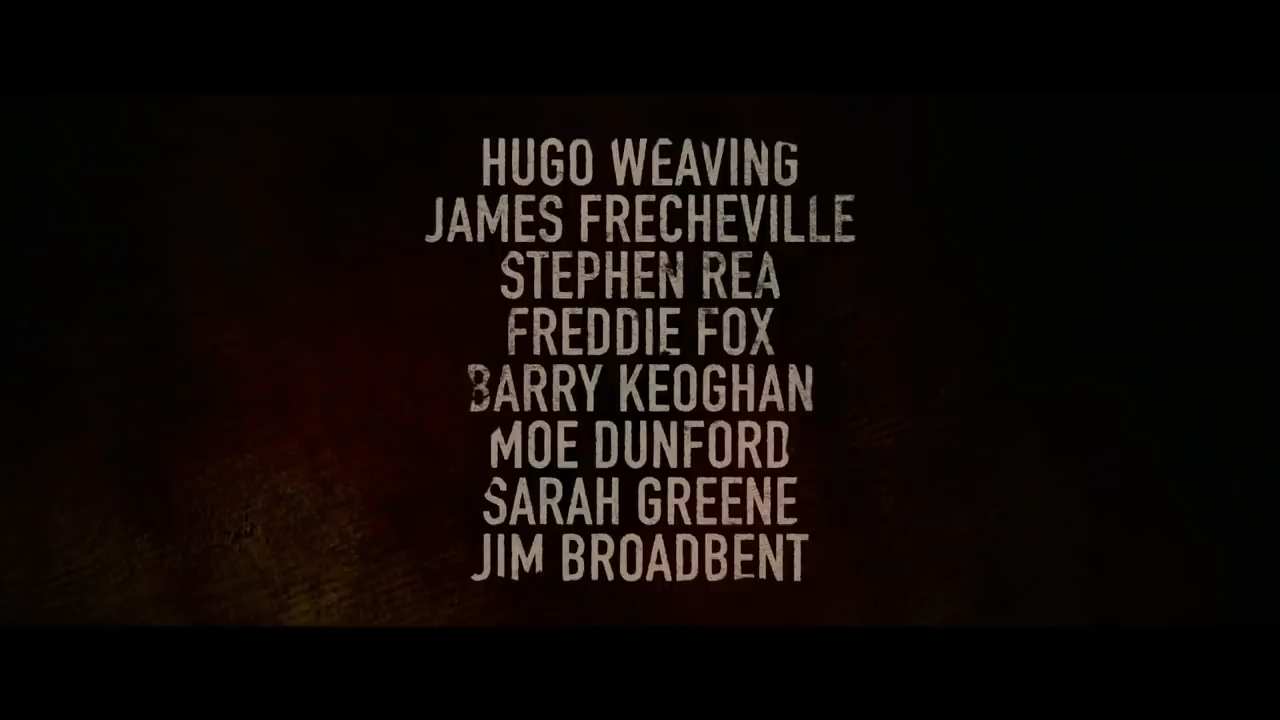 HUGO WEAVING
JAMES FRECHEVILLE
STEPHEN REA
FREDDIE FOX
BARRY KEOGHAN
MOE DUNFORD
SARAH GREENE
JIM BROADBENT